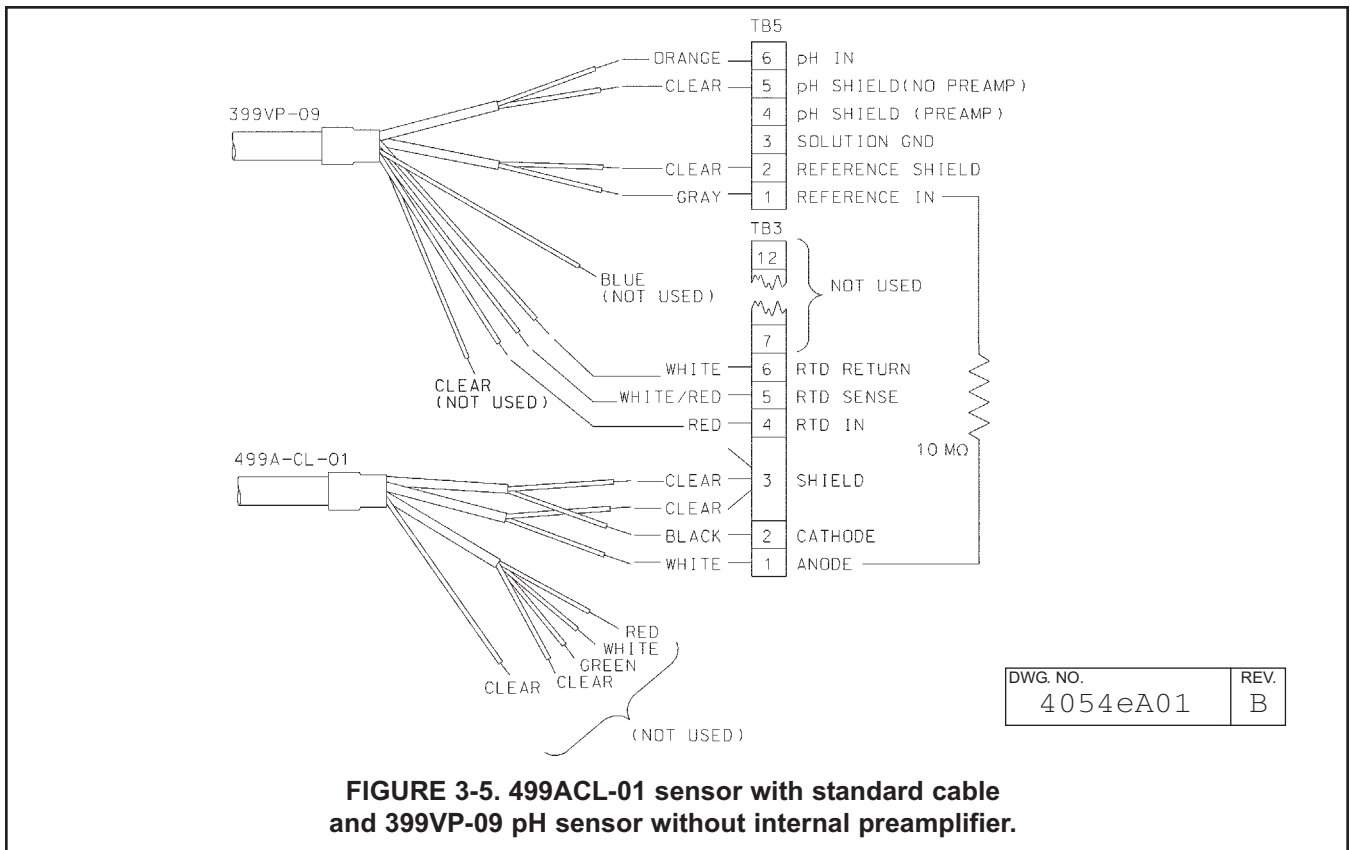 TB5
ORANGE 6 pH IN
CLEAR 5 pH SHIELD(NO PREAMP)
399VP-09
4 pH SHIELD (PREAMP)
3 SOLUTION GND
CLEAR 2 REFERENCE SHIELD
GRAY 1 REFERENCE IN
TB3
12
BLUE
(NOT USED)
NOT USED
7
CLEAR
(NOT USED)
WHITE 6 RTD RETURN
WHITE/RED 5 RTD SENSE
RED 4 RTD IN
10 MΩ
499A-CL-01
CLEAR 3 SHIELD
CLEAR
BLACK 2 CATHODE
WHITE 1 ANODE
RED
WHITE
GREEN
CLEAR
CLEAR
(NOT USED)
DWG. NO. REV.
4054eA01 B
FIGURE 3-5. 499ACL-01 sensor with standard cable
and 399VP-09 pH sensor without internal preamplifier.